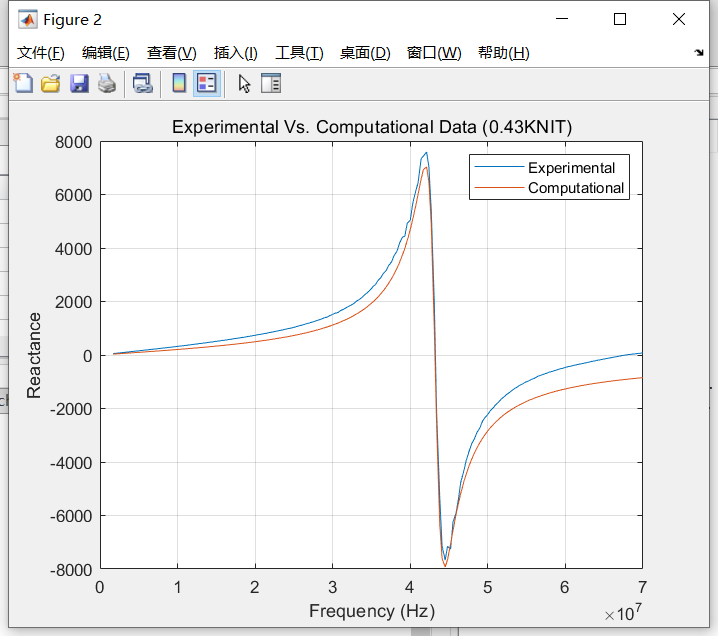 Figure 2
文件(F) 编辑(E) 查看(V) 插入(I) 工具(T) 桌面(D) 窗口(W) 帮助(H)
Experimental Vs. Computational Data (0.43KNIT)
Experimental
Computational
8000
6000
4000
2000
0
-2000
-4000
-6000
-8000
Reactance
0 1 2 3 4 5 6 7
Frequency (Hz)
×10⁷